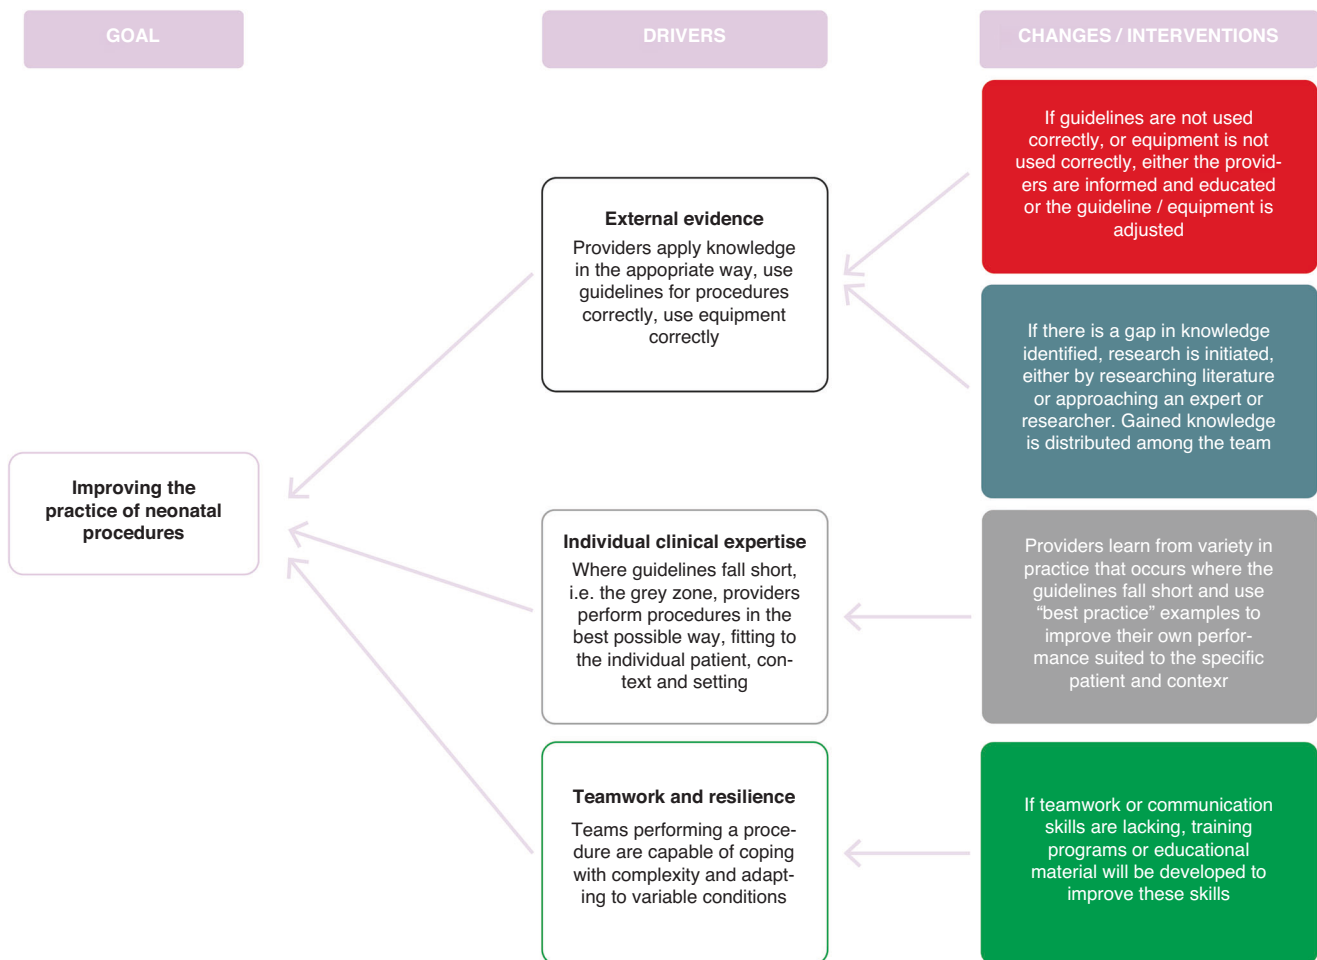 GOAL
DRIVERS
CHANGES / INTERVENTIONS
Improving the
practice of neonatal
procedures
External evidence
Providers apply knowledge
in the appopriate way, use
guidelines for procedures
correctly, use equipment
correctly
Individual clinical expertise
Where guidelines fall short,
i.e. the grey zone, providers
perform procedures in the
best possible way, fitting to
the individual patient, con-
text and setting
Teamwork and resilience
Teams performing a proce-
dure are capable of coping
with complexity and adapt-
ing to variable conditions
If guidelines are not used
correctly, or equipment is not
used correctly, either the provid-
ers are informed and educated
or the guideline / equipment is
adjusted
If there is a gap in knowledge
identified, research is initiated,
either by researching literature
or approaching an expert or
researcher. Gained knowledge
is distributed among the team
Providers learn from variety in
practice that occurs where the
guidelines fall short and use
“best practice” examples to
improve their own perfor-
mance suited to the specific
patient and contexr
If teamwork or communication
skills are lacking, training
programs or educational
material will be developed to
improve these skills